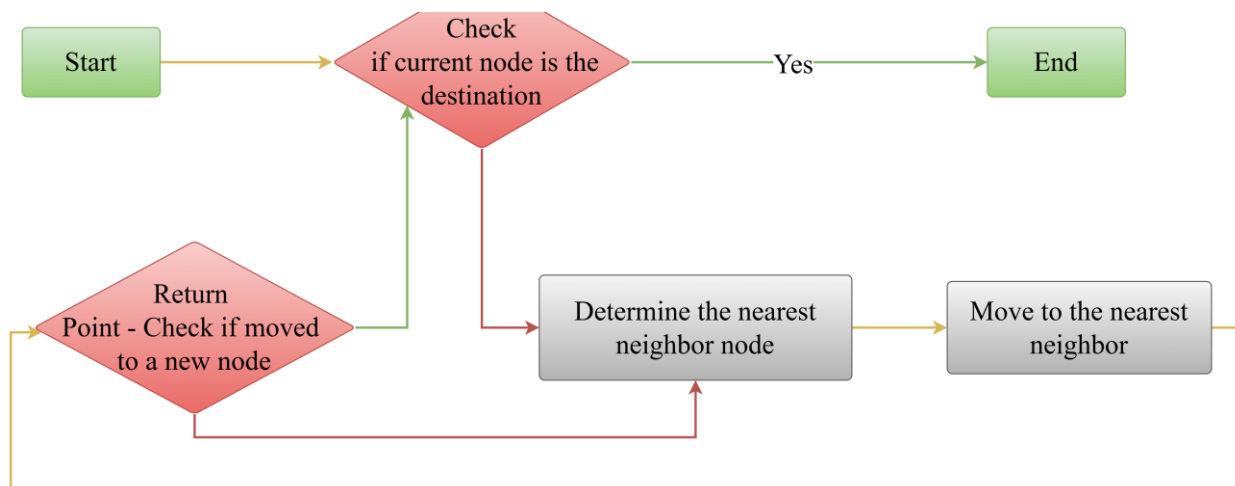 Start
Check
if current node is the
destination
Yes
End
Return
Point - Check if moved
to a new node
Determine the nearest
neighbor node
Move to the nearest
neighbor